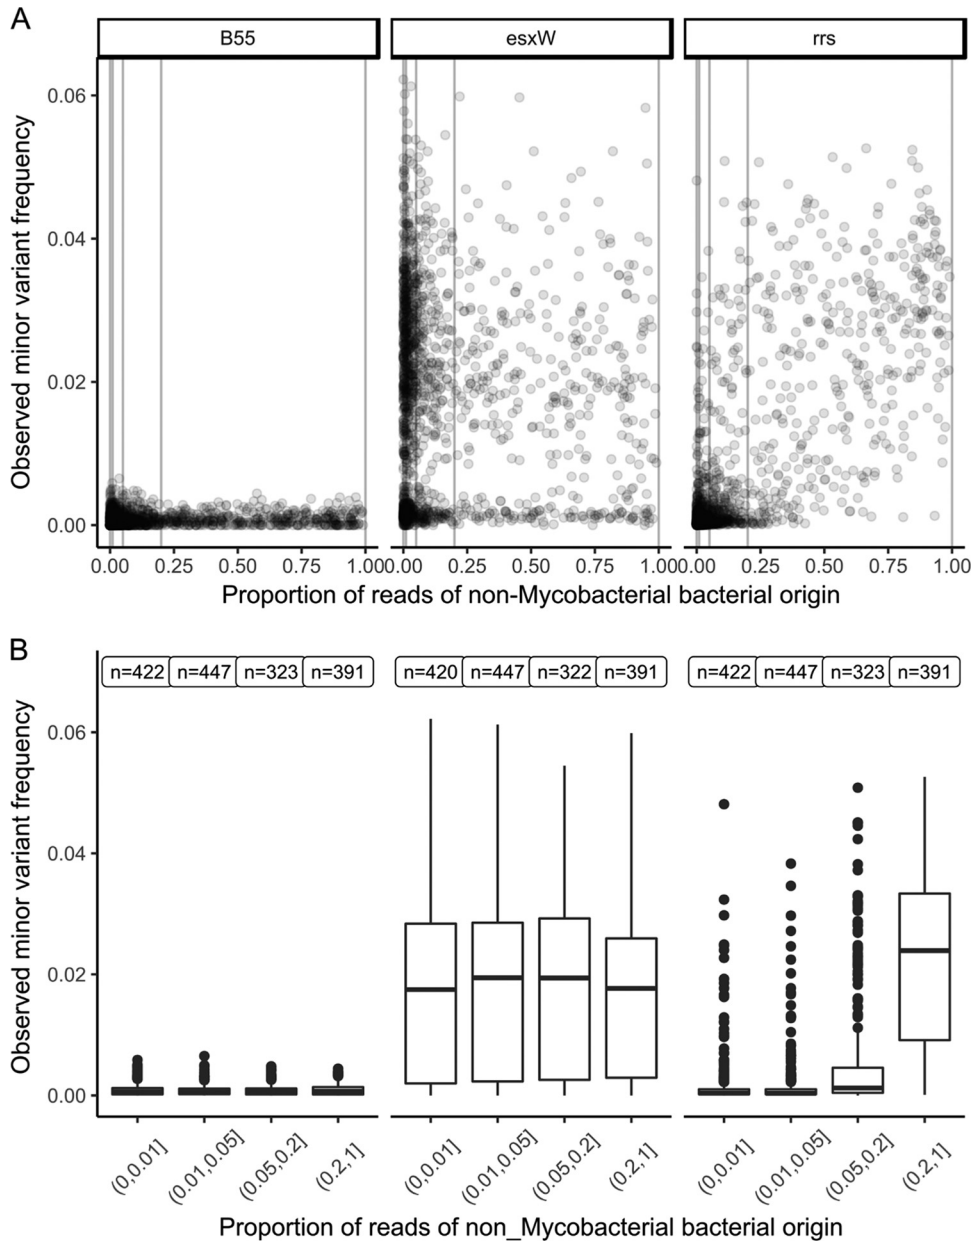 A
B55 esxW rrs
Observed minor variant frequency
0.06
0.04
0.02
0.00
0.00 0.25 0.50 0.75 1.00 0.00 0.25 0.50 0.75 1.00 0.00 0.25 0.50 0.75 1.00
Proportion of reads of non-Mycobacterial bacterial origin
B
n=422 n=447 n=323 n=391 n=420 n=447 n=322 n=391 n=422 n=447 n=323 n=391
Observed minor variant frequency
0.06
0.04
0.02
0.00
(0,0.01] (0.01,0.05] (0.05,0.2] (0.2,1] (0,0.01] (0.01,0.05] (0.05,0.2] (0.2,1] (0,0.01] (0.01,0.05] (0.05,0.2] (0.2,1]
Proportion of reads of non_Mycobacterial bacterial origin